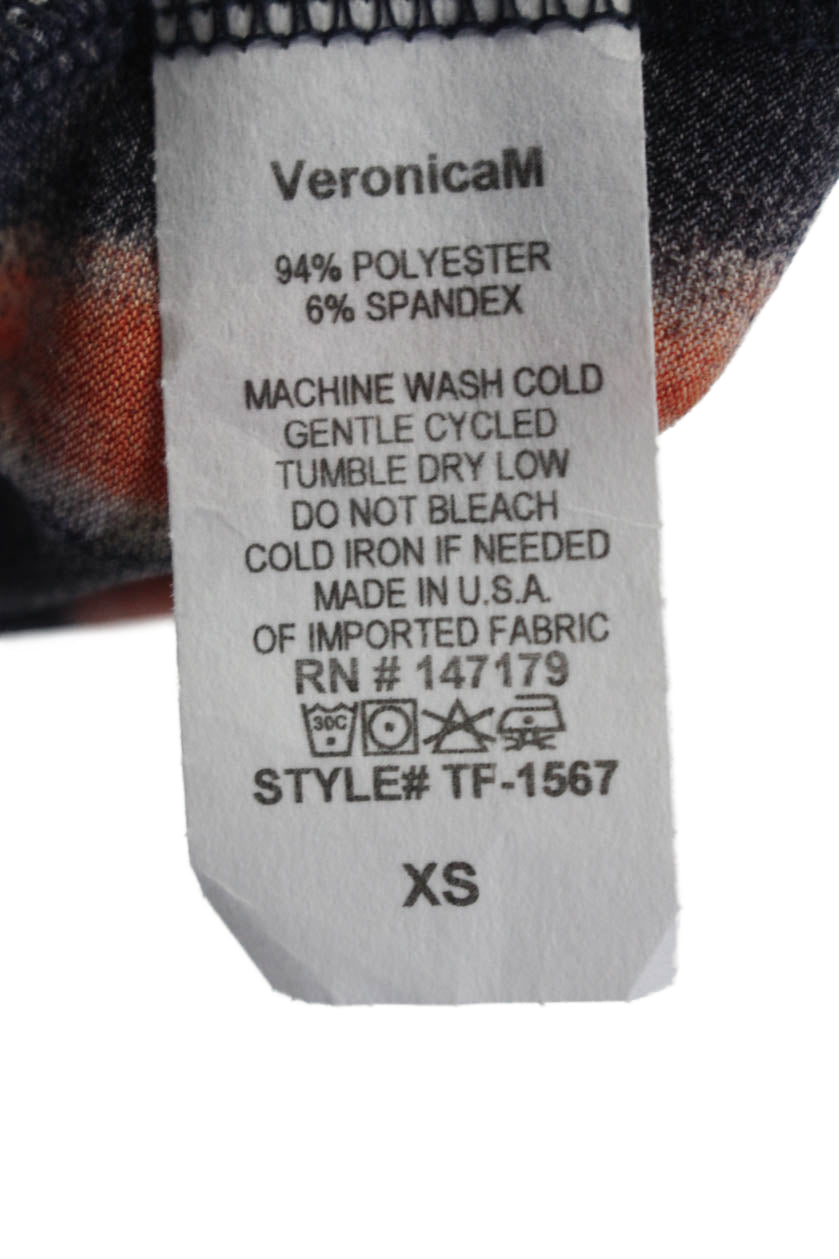 VeronicaM
94% POLYESTER
6% SPANDEX
MACHINE WASH COLD
GENTLE CYCLED
TUMBLE DRY LOW
DO NOT BLEACH
COLD IRON IF NEEDED
MADE IN U.S.A.
OF IMPORTED FABRIC
RN # 147179
30C
STYLE# TF-1567
XS